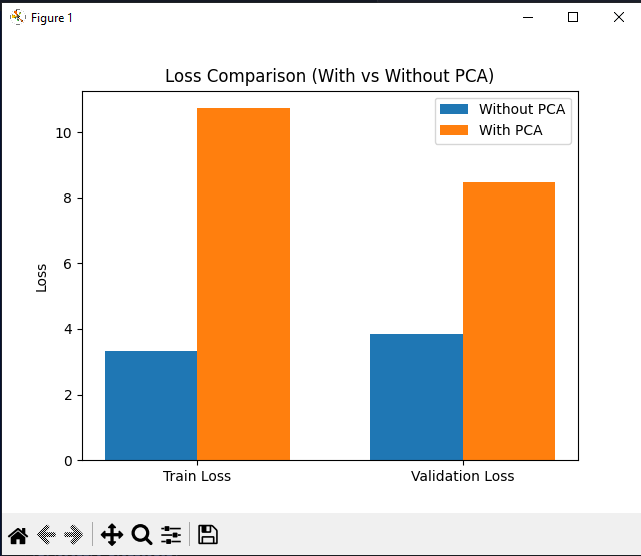 Figure 1
Loss Comparison (With vs Without PCA)
Without PCA
With PCA
10
8
6
4
2
0
Loss
Train Loss
Validation Loss